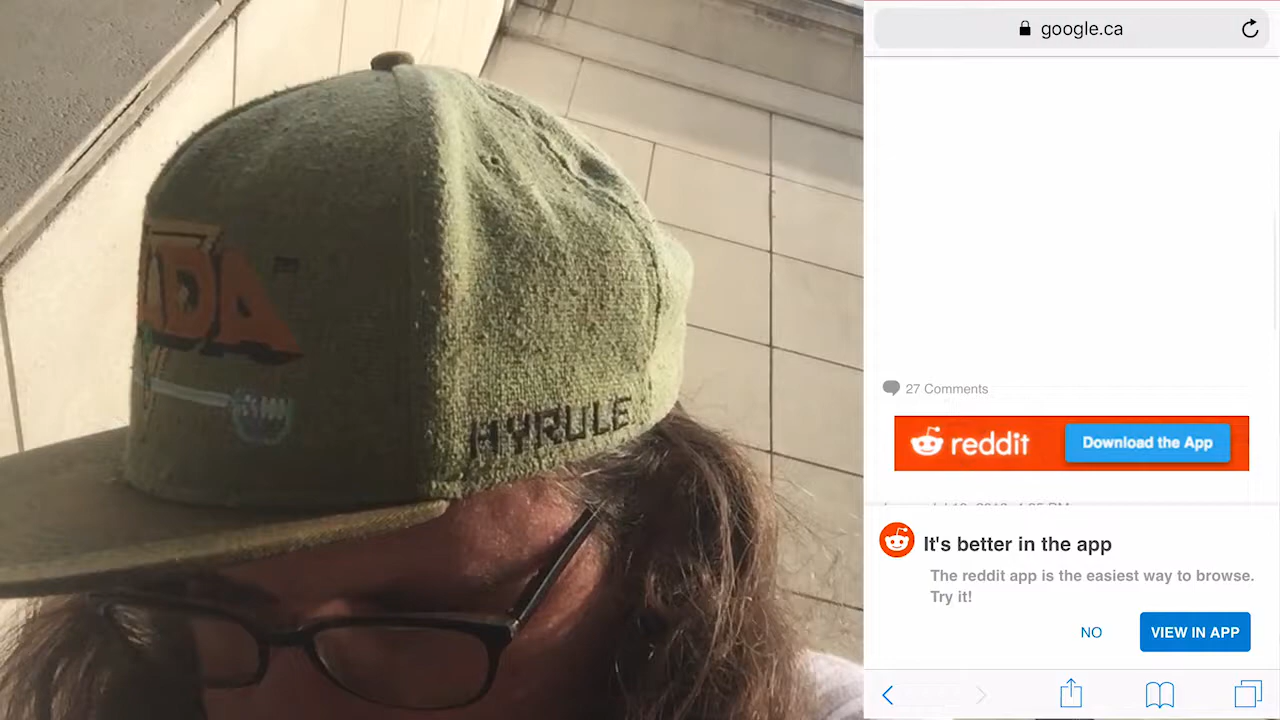 HYRULE
google.ca
27 Comments
reddit
Download the App
It's better in the app
The reddit app is the easiest way to browse.
Try it!
NO
VIEW IN APP